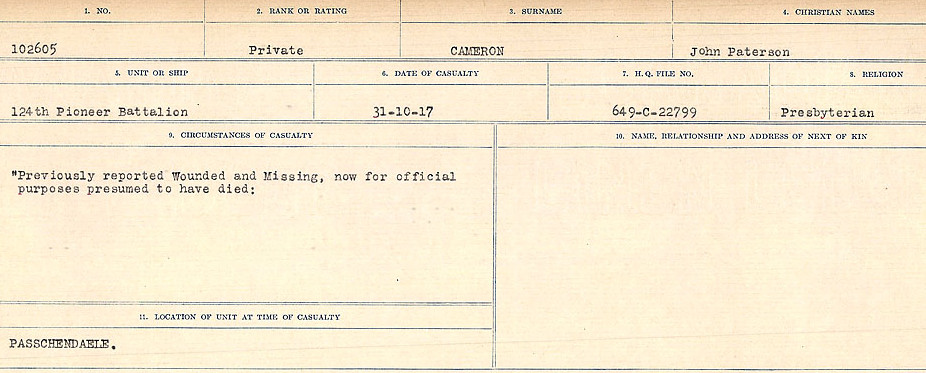 1. NO. 2. RANK OR RATING 3. SURNAME 4. CHRISTIAN NAMES
102605 Private CAMERON John Paterson
5. UNIT OR SHIP 6. DATE OF CASUALTY 7. H. Q. FILE NO. 8. RELIGION
124th Pioneer Battalion 31-10-17 649-C-22799 Presbyterian
9. CIRCUMSTANCES OF CASUALTY 10. NAME, RELATIONSHIP AND ADDRESS OF NEXT OF KIN
"Previously reported Wounded and Missing, now for official
purposes presumed to have died:
11. LOCATION OF UNIT AT TIME OF CASUALTY
PASSCHENDAELE.